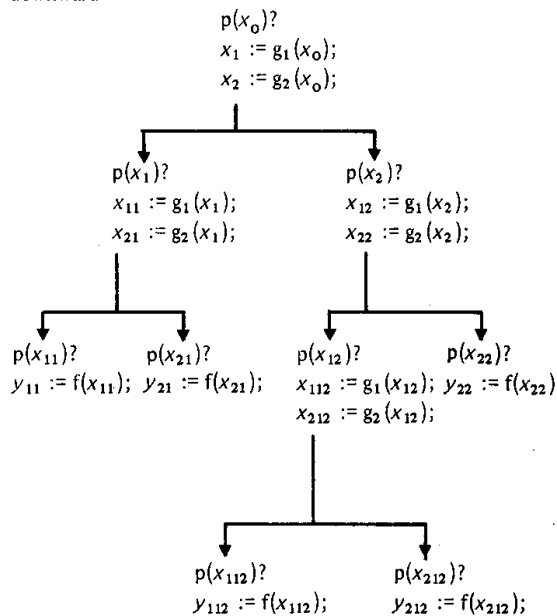 p(x₀)?
x₁ := g₁(x₀);
x₂ := g₂(x₀);
p(x₁)?
x₁₁ := g₁(x₁);
x₂₁ := g₂(x₁);
p(x₂)?
x₁₂ := g₁(x₂);
x₂₂ := g₂(x₂);
p(x₁₁)?
y₁₁ := f(x₁₁);
p(x₂₁)?
y₂₁ := f(x₂₁);
p(x₁₂)?
x₁₁₂ := g₁(x₁₂);
x₂₁₂ := g₂(x₁₂);
p(x₂₂)?
y₂₂ := f(x₂₂)
p(x₁₁₂)?
y₁₁₂ := f(x₁₁₂);
p(x₂₁₂)?
y₂₁₂ := f(x₂₁₂);